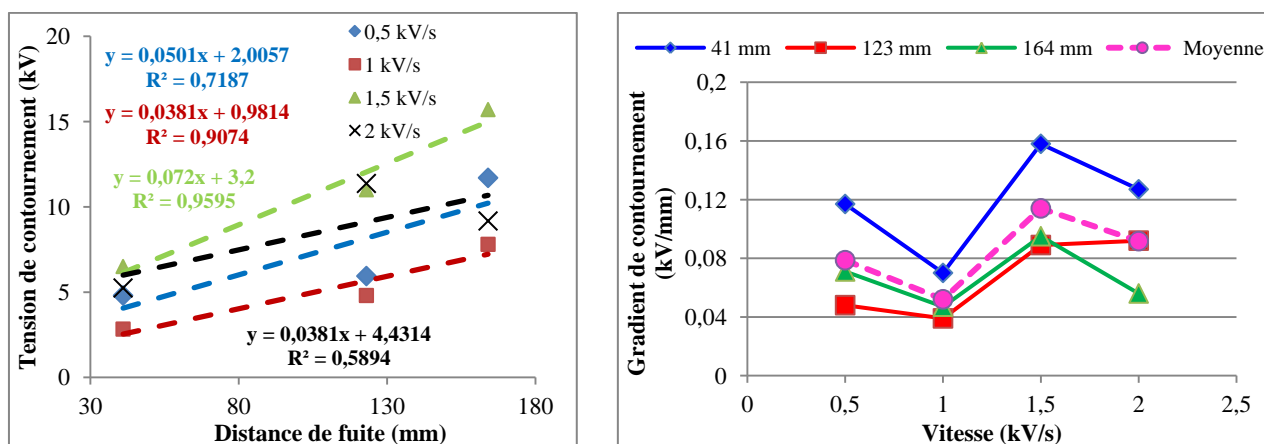 Tension de contournement (kV)
20
15
10
5
0
y = 0,0501x + 2,0057
R² = 0,7187
y = 0,0381x + 0,9814
R² = 0,9074
y = 0,072x + 3,2
R² = 0,9595
y = 0,0381x + 4,4314
R² = 0,5894
0,5 kV/s
1 kV/s
1,5 kV/s
2 kV/s
30
80
130
180
Distance de fuite (mm)
41 mm
123 mm
164 mm
Moyenne
Gradient de contournement
(kV/mm)
0,2
0,16
0,12
0,08
0,04
0
0
0,5
1
1,5
2
2,5
Vitesse (kV/s)